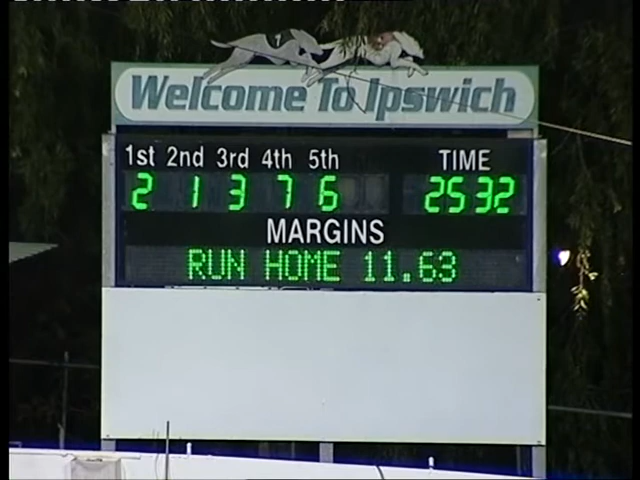 Welcome To Ipswich
1st 2nd 3rd 4th 5th TIME
2 1 3 7 6 25 32
MARGINS
RUN HOME 11.63